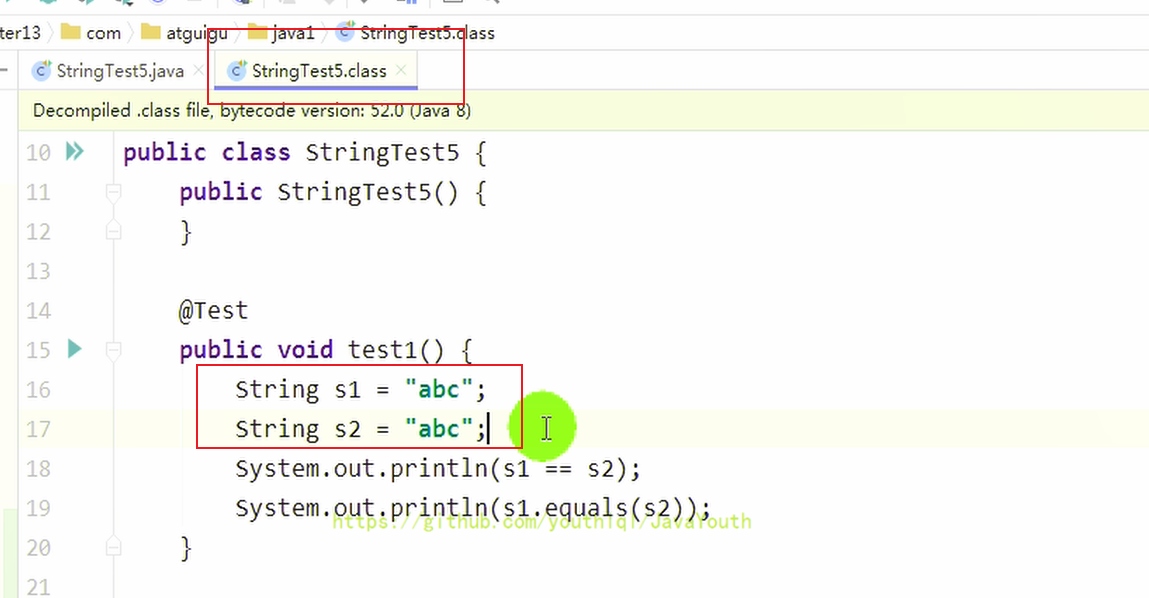 ter13 com atguigu java1 StringTest5.class
StringTest5.java StringTest5.class
Decompiled .class file, bytecode version: 52.0 (Java 8)
10 public class StringTest5 {
11 public StringTest5() {
12 }
13
14 @Test
15 public void test1() {
16 String s1 = "abc";
17 String s2 = "abc";
18 System.out.println(s1 == s2);
19 System.out.println(s1.equals(s2));
https://github.com/youthlql/JavaYouth
20 }
21